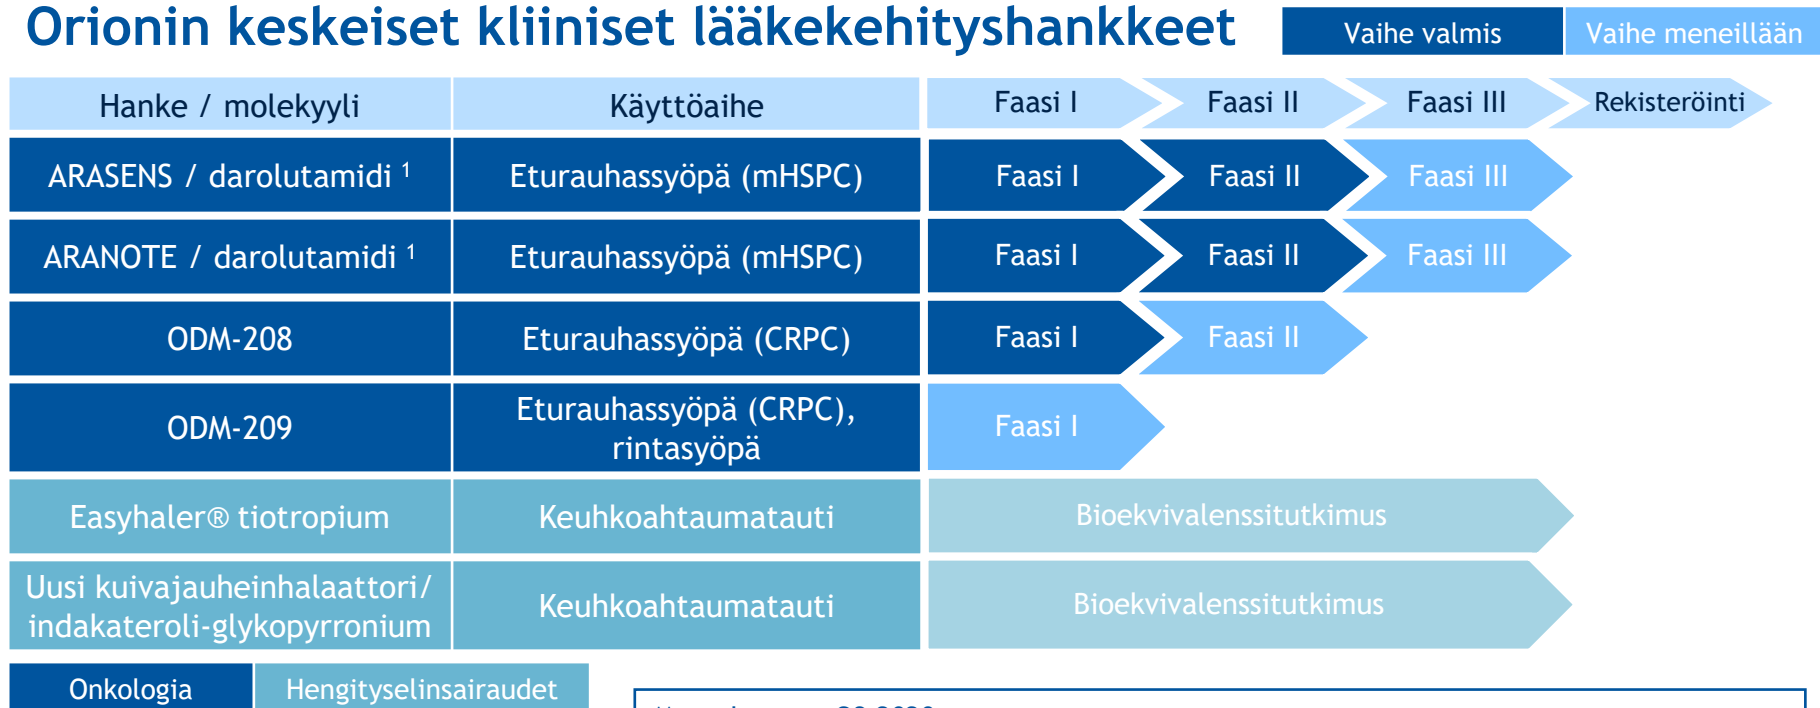 Orionin keskeiset kliiniset lääkekehityshankkeet
Vaihe valmis
Vaihe meneillään
Hanke / molekyyli
Käyttöaihe
Faasi I
Faasi II
Faasi III
Rekisteröinti
ARASENS / darolutamidi ¹
Eturauhassyöpä (mHSPC)
Faasi I
Faasi II
Faasi III
ARANOTE / darolutamidi ¹
Eturauhassyöpä (mHSPC)
Faasi I
Faasi II
Faasi III
ODM-208
Eturauhassyöpä (CRPC)
Faasi I
Faasi II
ODM-209
Eturauhassyöpä (CRPC),
rintasyöpä
Faasi I
Easyhaler® tiotropium
Keuhkoahtaumatauti
Bioekvivalenssitutkimus
Uusi kuivajauheinhalaattori/
indakateroli-glykopyrronium
Keuhkoahtaumatauti
Bioekvivalenssitutkimus
Onkologia
Hengityselinsairaudet